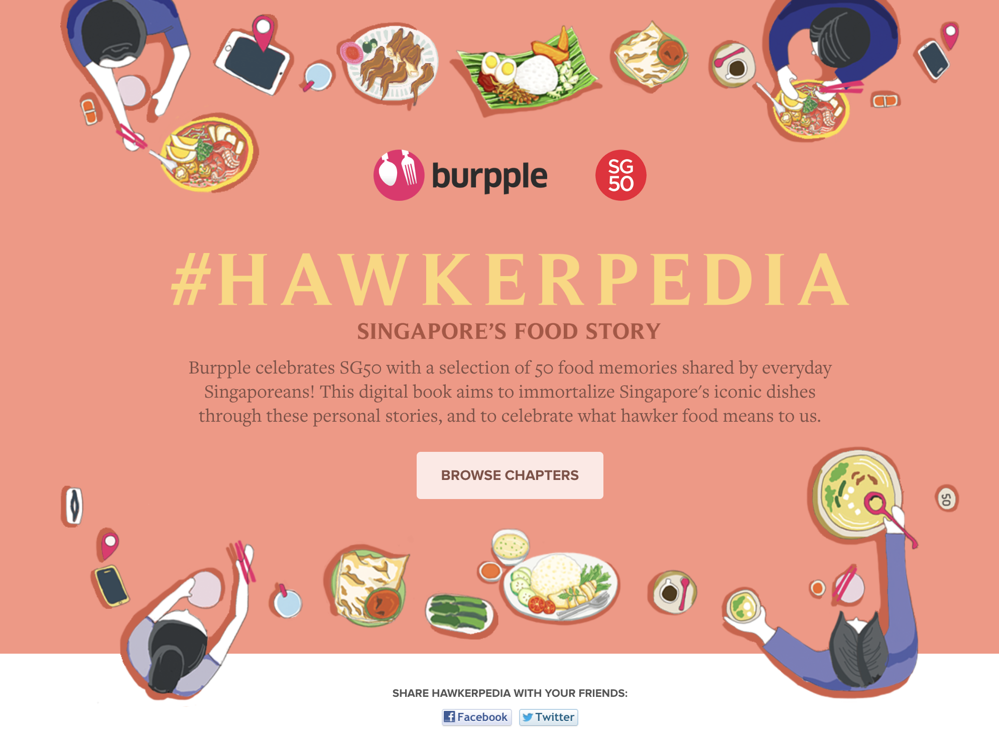 burpple
SG
50
#HAWKERPEDIA
SINGAPORE’S FOOD STORY
Burpple celebrates SG50 with a selection of 50 food memories shared by everyday
Singaporeans! This digital book aims to immortalize Singapore's iconic dishes
through these personal stories, and to celebrate what hawker food means to us.
BROWSE CHAPTERS
50
SHARE HAWKERPEDIA WITH YOUR FRIENDS:
Facebook Twitter